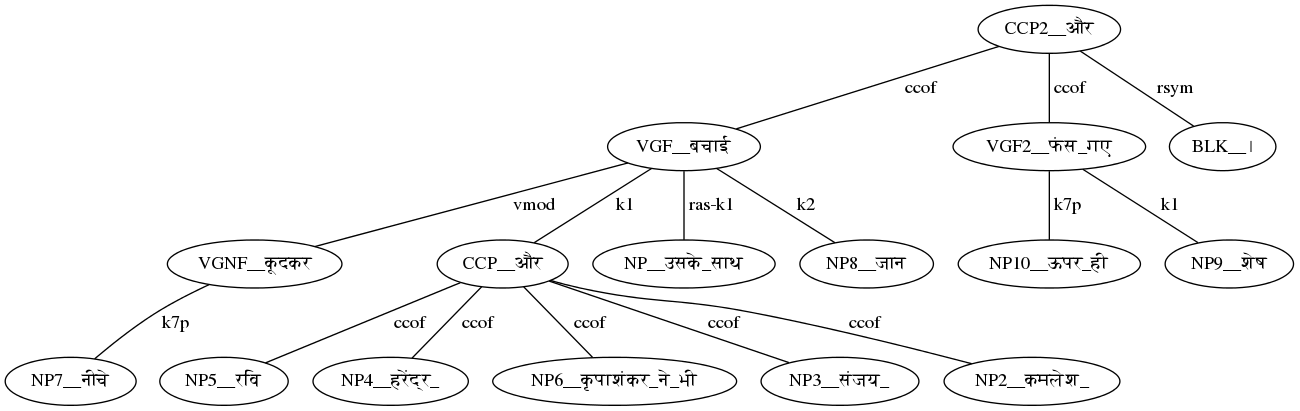 CCP2__और
ccof ccof rsym
VGF__बचाई VGF2__फंस_गए BLK__।
vmod k1 ras-k1 k2 k7p k1
VGNF__कूदकर CCP__और NP__उसके_साथ NP8__जान NP10__ऊपर_ही NP9__शेष
k7p ccof ccof ccof ccof ccof
NP7__नीचे NP5__रवि NP4__हरेंद्र_ NP6__कृपाशंकर_ने_भी NP3__संजय_ NP2__कमलेश_